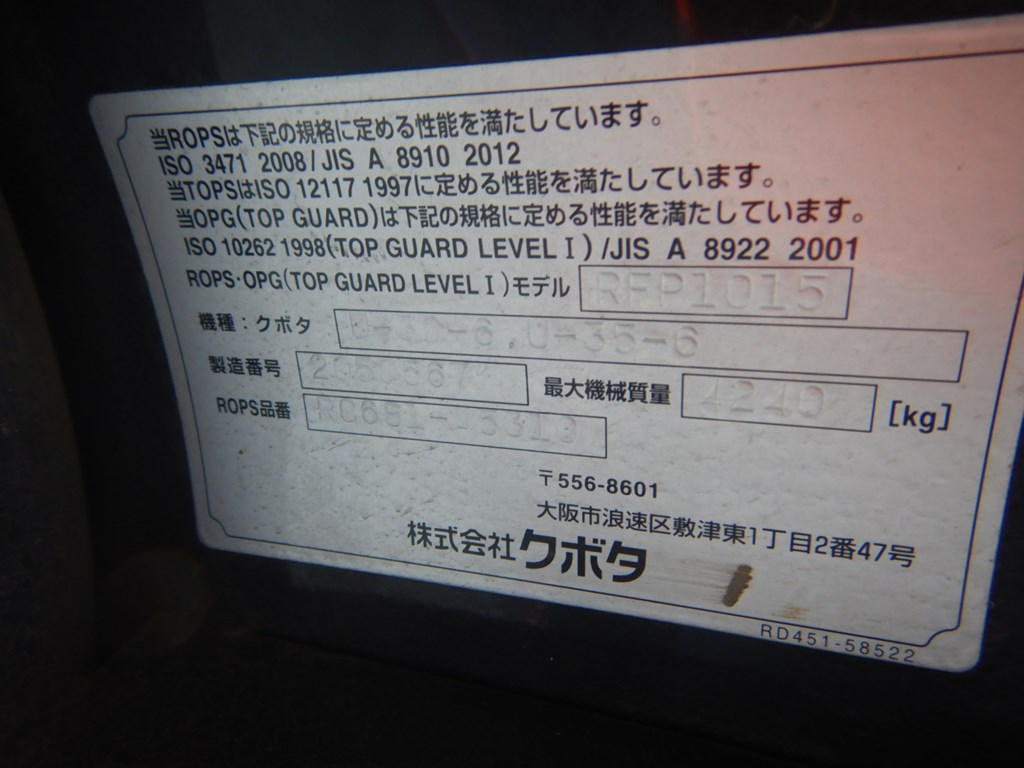 当ROPSは下記の規格に定める性能を満たしています。
ISO 3471 2008/JIS A 8910 2012
当TOPSはISO 12117 1997に定める性能を満たしています。
当OPG(TOP GUARD)は下記の規格に定める性能を満たしています。
ISO 10262 1998(TOP GUARD LEVEL I)/JIS A 8922 2001
ROPS・OPG(TOP GUARD LEVEL I)モデル RFP1015
機種:クボタ U-35-6
製造番号
最大機械質量 [kg]
ROPS品番
〒556-8601
大阪市浪速区敷津東1丁目2番47号
株式会社クボタ
RD451-58522